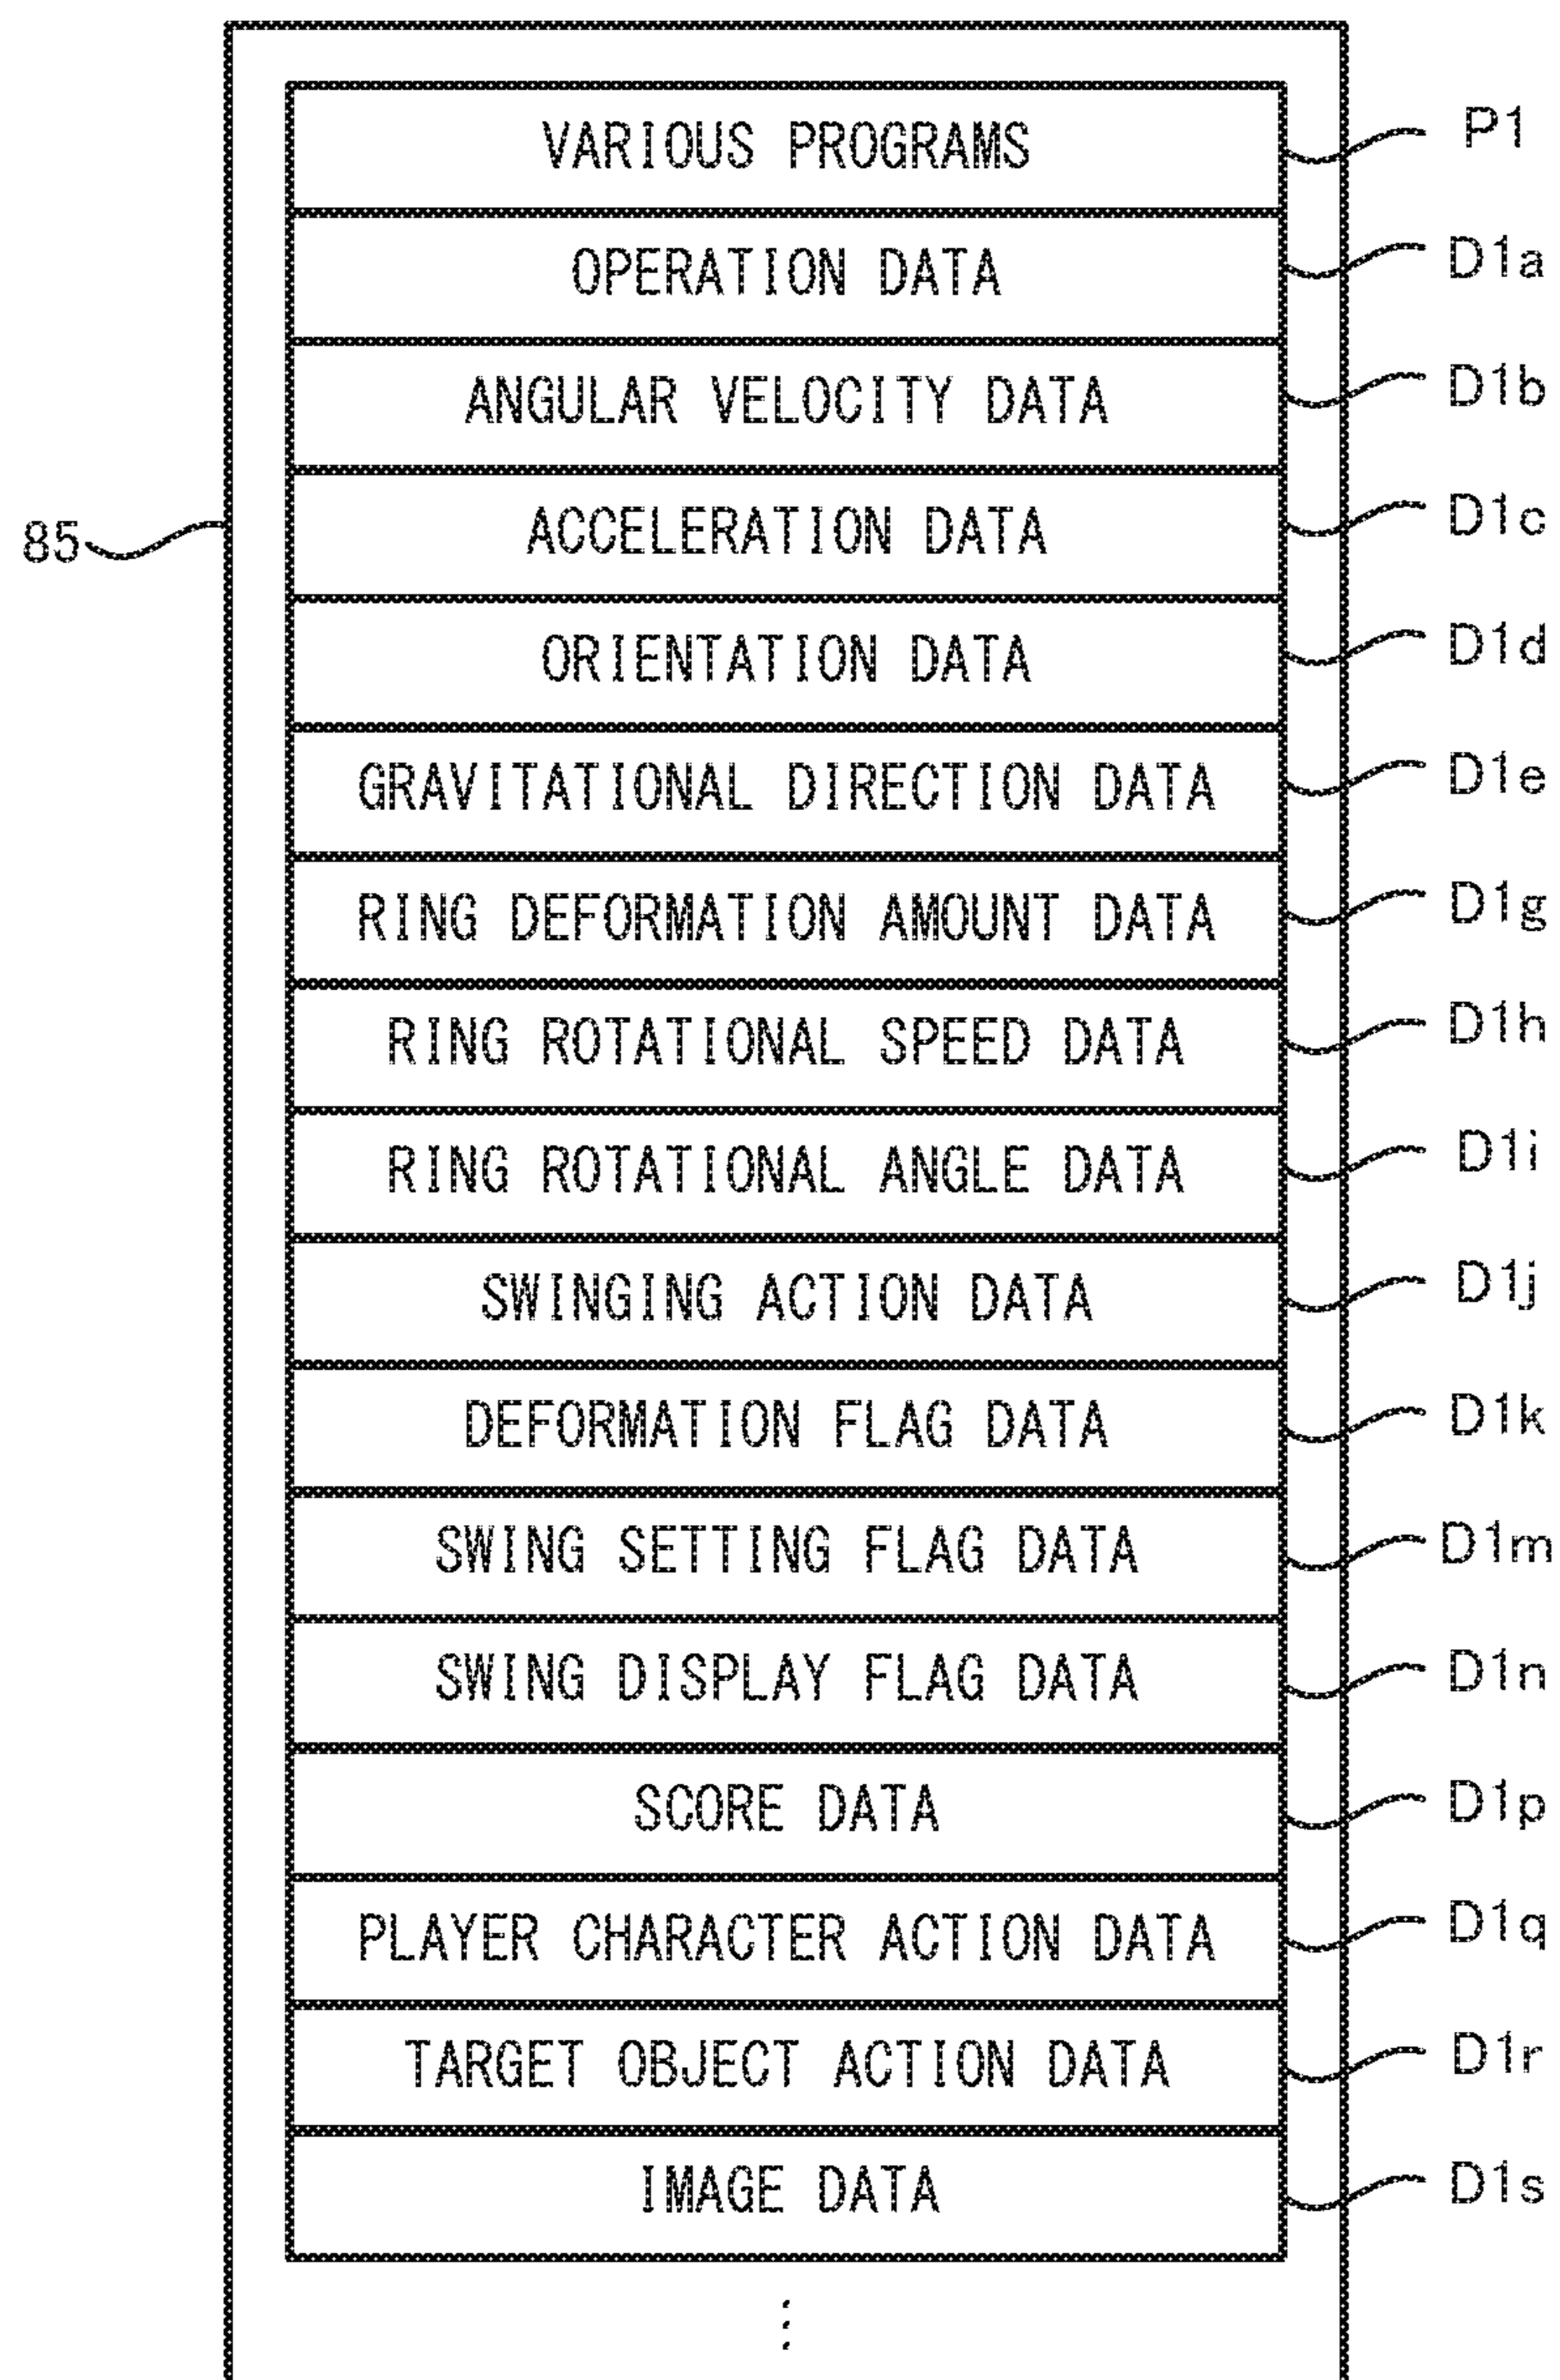 VARIOUS PROGRAMS P1
OPERATION DATA D1a
ANGULAR VELOCITY DATA D1b
85 ACCELERATION DATA D1c
ORIENTATION DATA D1d
GRAVITATIONAL DIRECTION DATA D1e
RING DEFORMATION AMOUNT DATA D1g
RING ROTATIONAL SPEED DATA D1h
RING ROTATIONAL ANGLE DATA D1i
SWINGING ACTION DATA D1j
DEFORMATION FLAG DATA D1k
SWING SETTING FLAG DATA D1m
SWING DISPLAY FLAG DATA D1n
SCORE DATA D1p
PLAYER CHARACTER ACTION DATA D1q
TARGET OBJECT ACTION DATA D1r
IMAGE DATA D1s
⋮